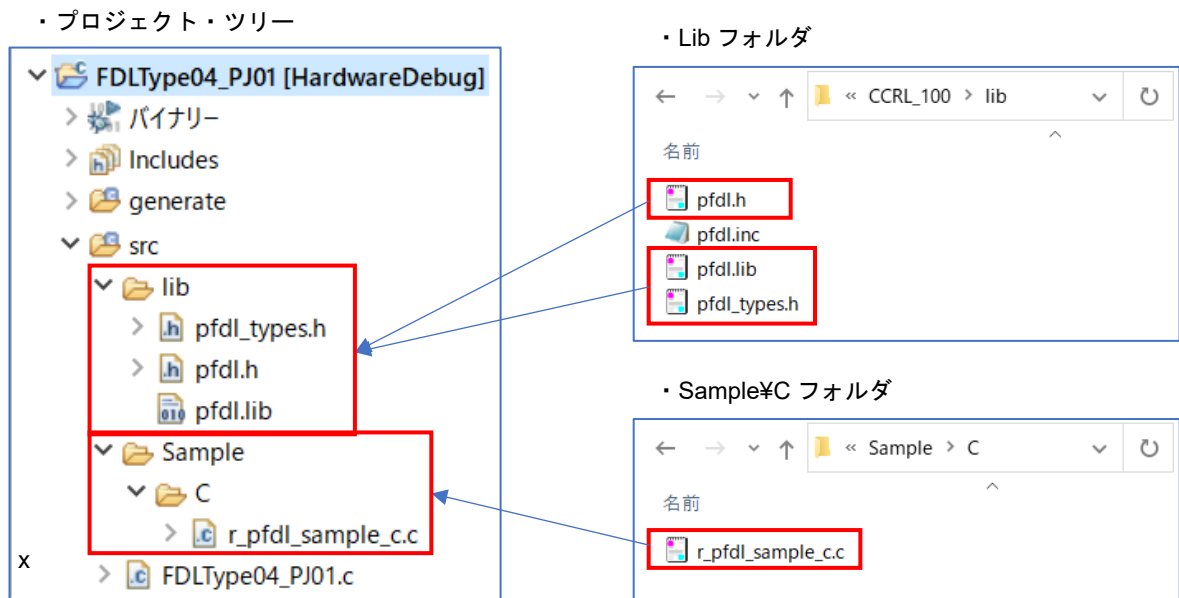 ・プロジェクト・ツリー
FDLType04_PJ01 [HardwareDebug]
バイナリー
Includes
generate
src
lib
pfdl_types.h
pfdl.h
pfdl.lib
Sample
C
r_pfdl_sample_c.c
x
FDLType04_PJ01.c
・Lib フォルダ
« CCRL_100 > lib
名前
pfdl.h
pfdl.inc
pfdl.lib
pfdl_types.h
・Sample¥C フォルダ
« Sample > C
名前
r_pfdl_sample_c.c